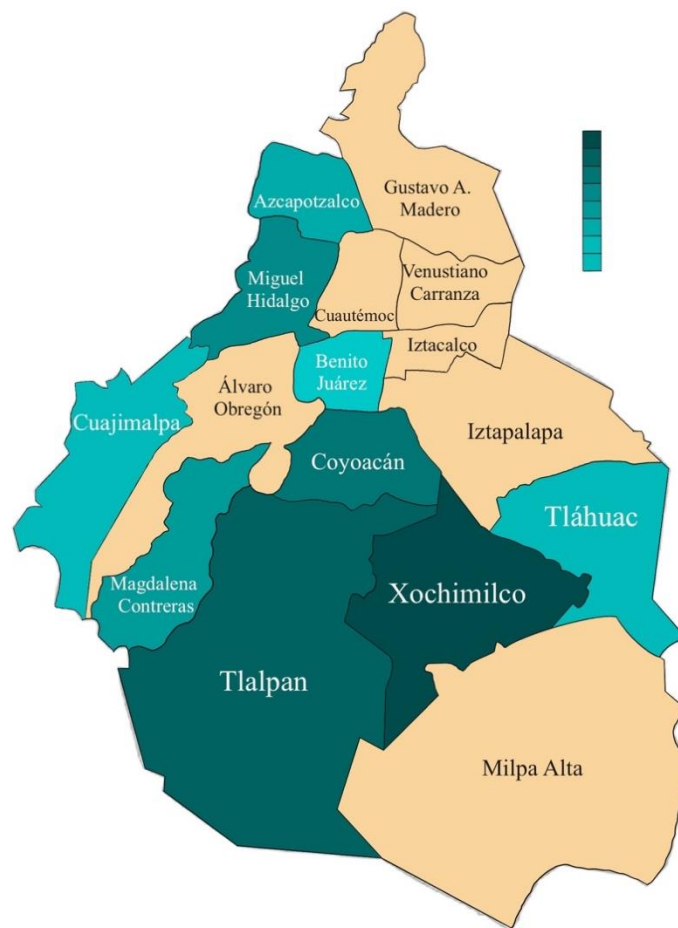 Gustavo A.
Madero
Azcapotzalco
Miguel
Hidalgo
Cuautémoc
Venustiano
Carranza
Iztacalco
Benito
Juárez
Álvaro
Obregón
Cuajimalpa
Iztapalapa
Coyoacán
Tláhuac
Magdalena
Contreras
Xochimilco
Tlalpan
Milpa Alta